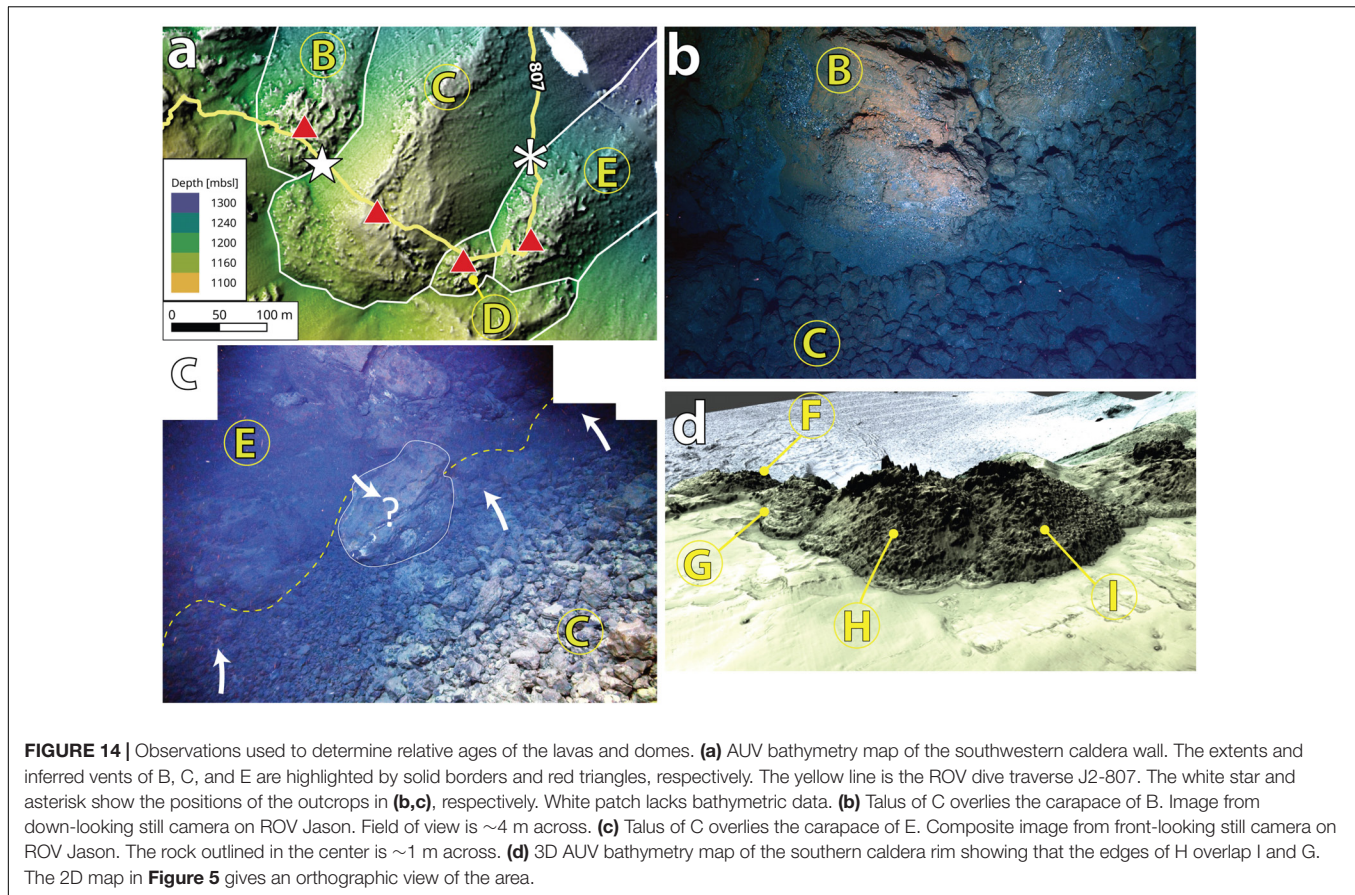 a
B
C
807
E
D
Depth [mbsl]
1300
1240
1200
1160
1100
0 50 100 m
b
B
C
C
E
?
C
d
F
G
H
I
FIGURE 14 | Observations used to determine relative ages of the lavas and domes. (a) AUV bathymetry map of the southwestern caldera wall. The extents and
inferred vents of B, C, and E are highlighted by solid borders and red triangles, respectively. The yellow line is the ROV dive traverse J2-807. The white star and
asterisk show the positions of the outcrops in (b,c), respectively. White patch lacks bathymetric data. (b) Talus of C overlies the carapace of B. Image from
down-looking still camera on ROV Jason. Field of view is ~4 m across. (c) Talus of C overlies the carapace of E. Composite image from front-looking still camera on
ROV Jason. The rock outlined in the center is ~1 m across. (d) 3D AUV bathymetry map of the southern caldera rim showing that the edges of H overlap I and G.
The 2D map in Figure 5 gives an orthographic view of the area.